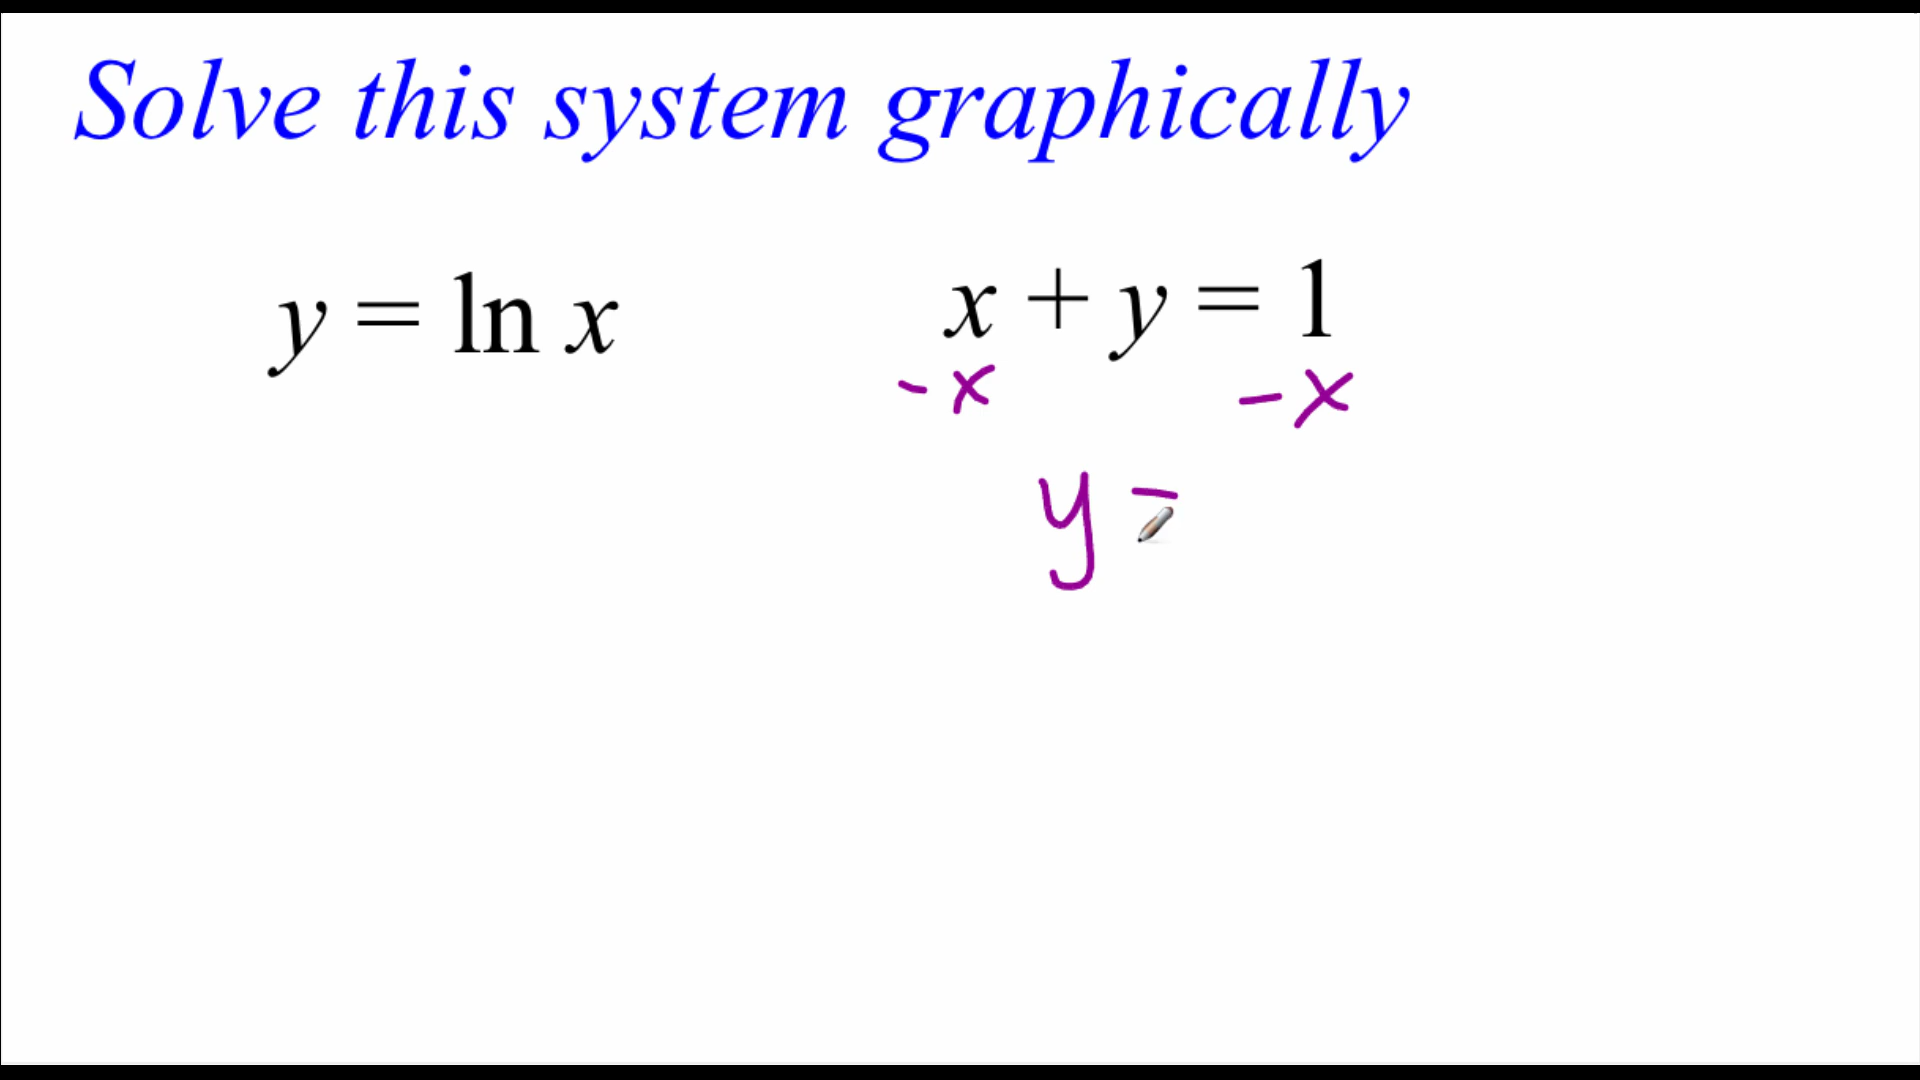 Solve this system graphically
y = ln x
x + y = 1
- x - x
y =